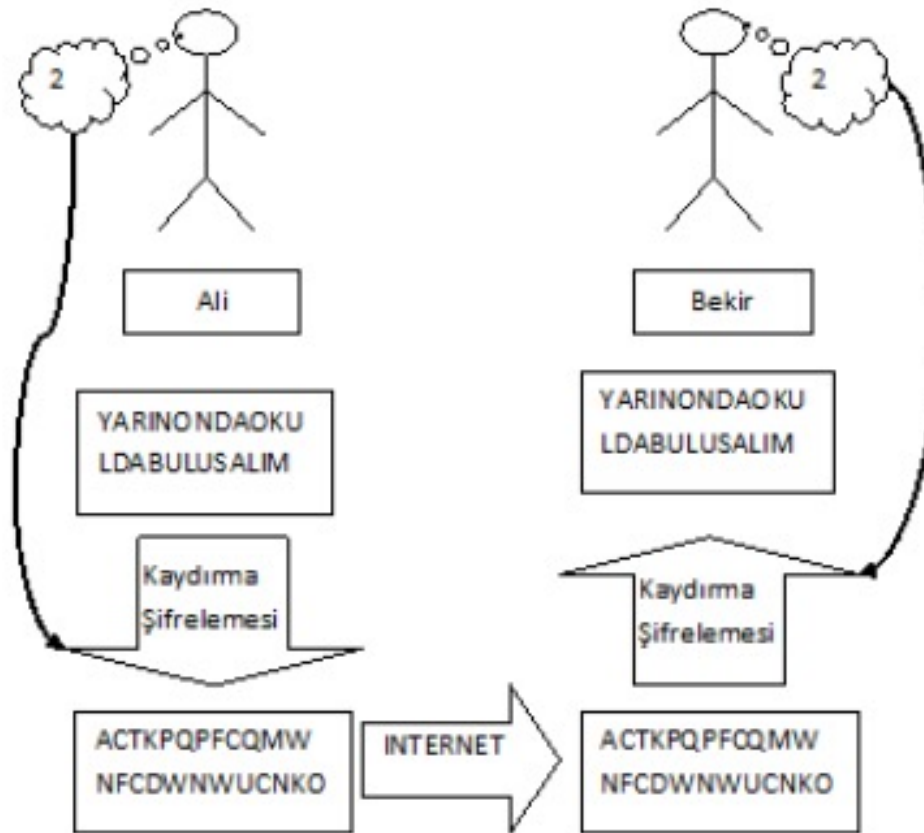 2
2
Ali
Bekir
YARINONDAOKU
LDABULUSALIM
YARINONDAOKU
LDABULUSALIM
Kaydırma
Şifrelemesi
Kaydırma
Şifrelemesi
ACTKPQPFCQMW
NFCDWNWUCNKO
INTERNET
ACTKPQPFCQMW
NFCDWNWUCNKO